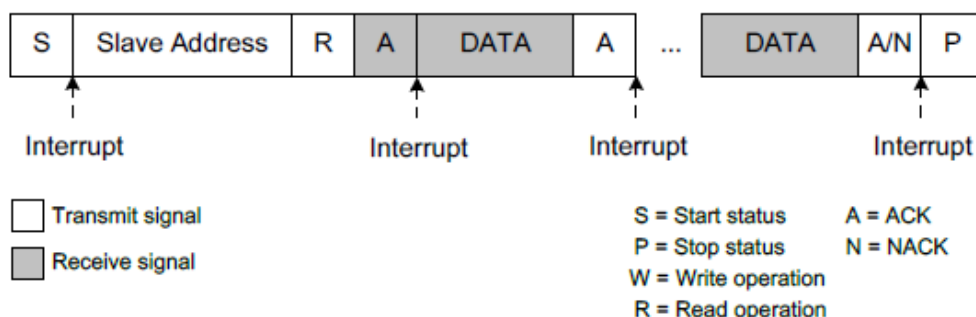 S Slave Address R A DATA A ... DATA A/N P
Interrupt Interrupt Interrupt Interrupt
Transmit signal
Receive signal
S = Start status A = ACK
P = Stop status N = NACK
W = Write operation
R = Read operation